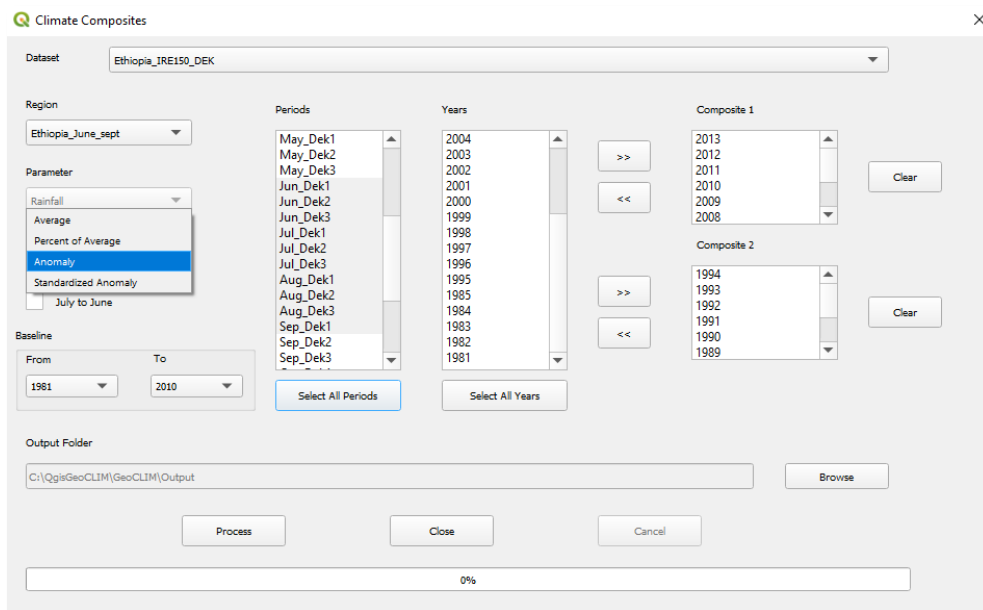 Climate Composites
Dataset
Ethiopia_IRE150_DEK
Region
Ethiopia_June_sept
Parameter
Rainfall
Average
Percent of Average
Anomaly
Standardized Anomaly
July to June
Baseline
From
To
1981
2010
Periods
May_Dek1
May_Dek2
May_Dek3
Jun_Dek1
Jun_Dek2
Jun_Dek3
Jul_Dek1
Jul_Dek2
Jul_Dek3
Aug_Dek1
Aug_Dek2
Aug_Dek3
Sep_Dek1
Sep_Dek2
Sep_Dek3
Select All Periods
Years
2004
2003
2002
2001
2000
1999
1998
1997
1996
1995
1985
1984
1983
1982
1981
Select All Years
>>
<<
>>
<<
Composite 1
2013
2012
2011
2010
2009
2008
Clear
Composite 2
1994
1993
1992
1991
1990
1989
Clear
Output Folder
C:\QgisGeoCLIM\GeoCLIM\Output
Browse
Process
Close
Cancel
0%